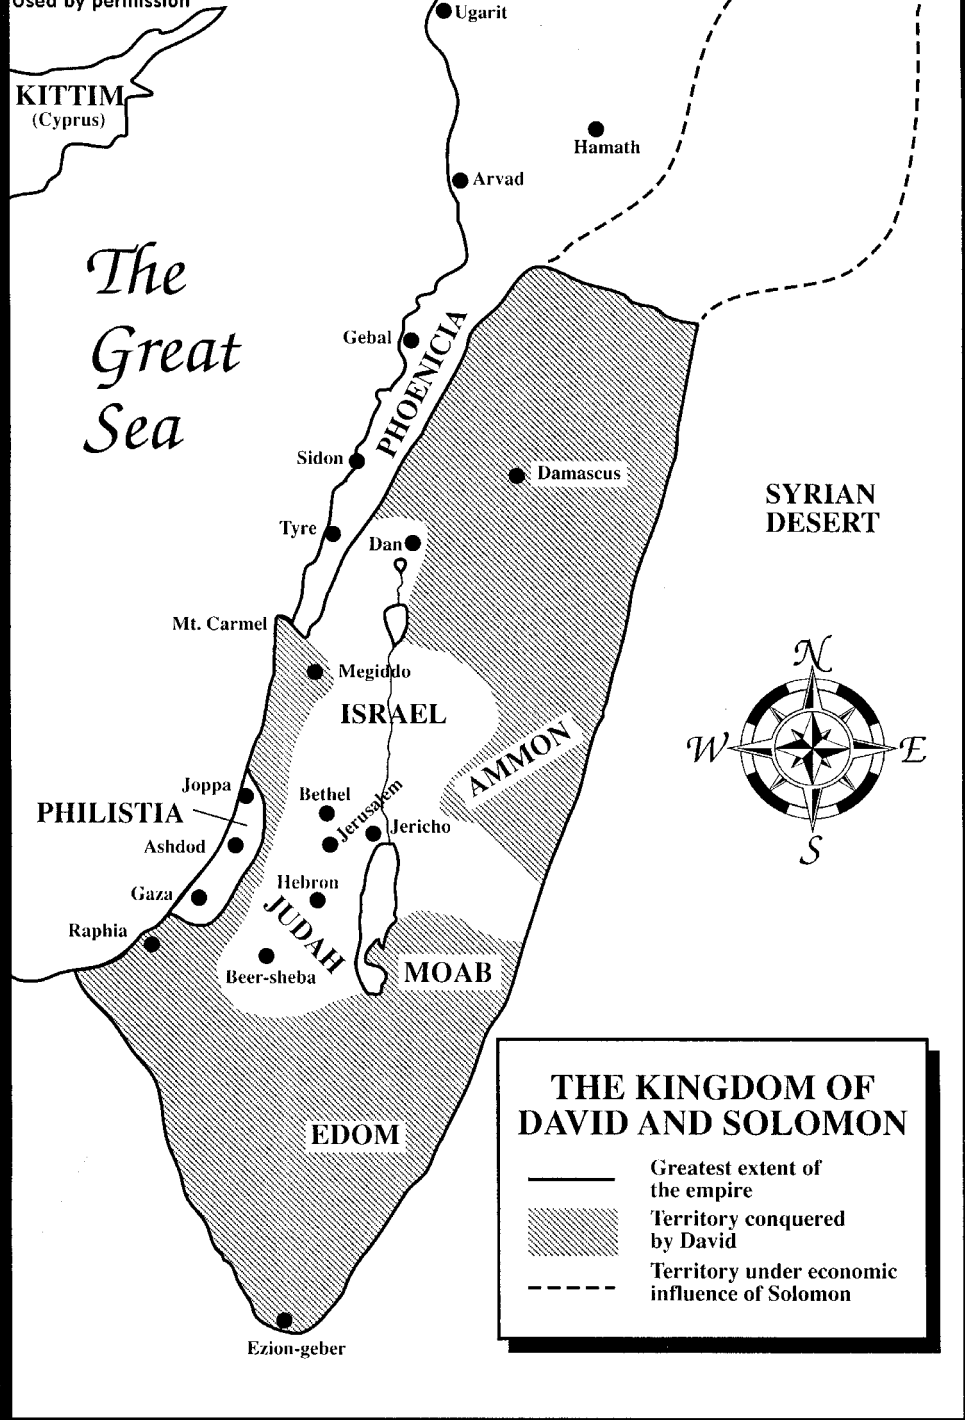 Used by permission
Ugarit
KITTIM
(Cyprus)
Hamath
Arvad
The
Great
Sea
Gebal
PHOENICIA
Sidon
Damascus
SYRIAN
DESERT
Tyre
Dan
Mt. Carmel
Megiddo
ISRAEL
N
W
E
S
AMMON
Joppa
PHILISTIA
Bethel
Jerusalem
Jericho
Ashdod
Hebron
Gaza
JUDAH
Raphia
Beer-sheba
MOAB
EDOM
Ezion-geber
THE KINGDOM OF
DAVID AND SOLOMON
Greatest extent of
the empire
Territory conquered
by David
Territory under economic
influence of Solomon